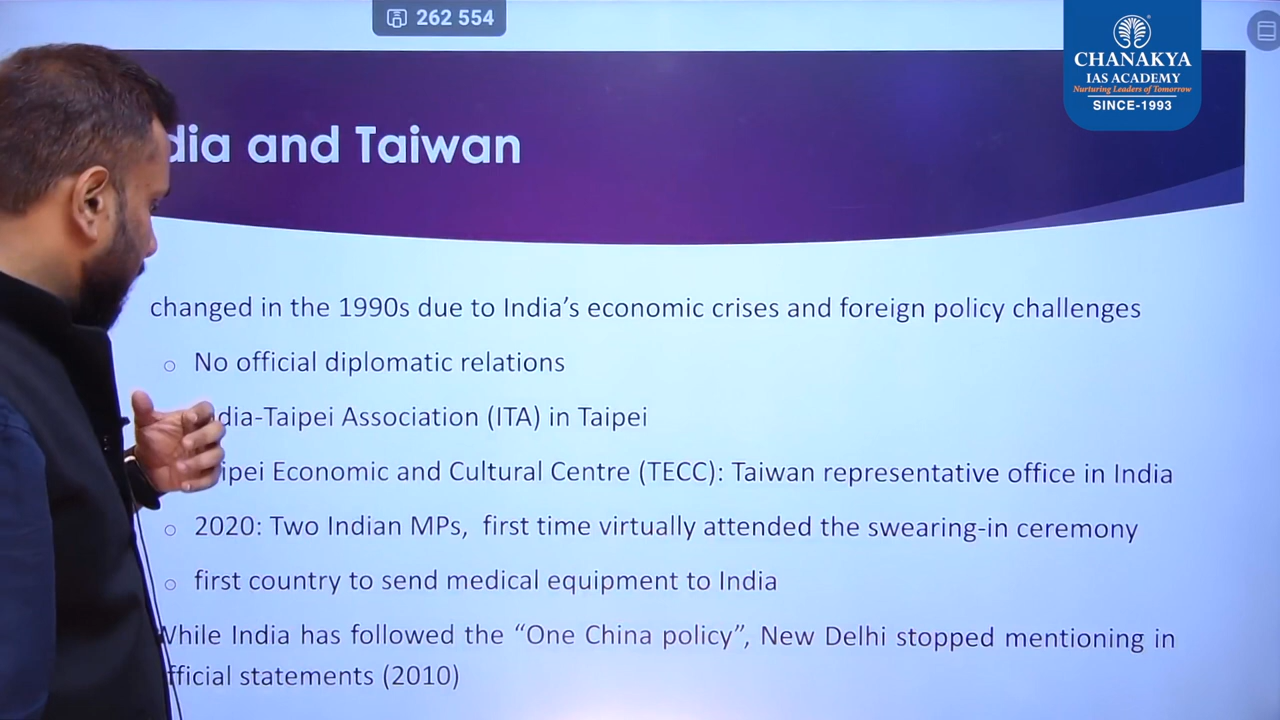 262 554
CHANAKYA
IAS ACADEMY
Nurturing Leaders of Tomorrow
SINCE-1993
dia and Taiwan
changed in the 1990s due to India's economic crises and foreign policy challenges
No official diplomatic relations
dia-Taipei Association (ITA) in Taipei
ipei Economic and Cultural Centre (TECC): Taiwan representative office in India
2020: Two Indian MPs, first time virtually attended the swearing-in ceremony
first country to send medical equipment to India
While India has followed the "One China policy", New Delhi stopped mentioning in
fficial statements (2010)